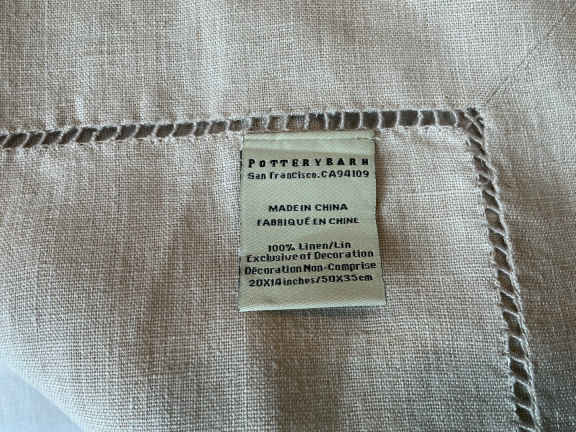 POTTERYBARN
San Francisco.CA94109
MADE IN CHINA
FABRIQUÉ EN CHINE
100% Linen/Lin
Exclusive of Decoration
Décoration Non-Comprise
20X14inches/50X35cm